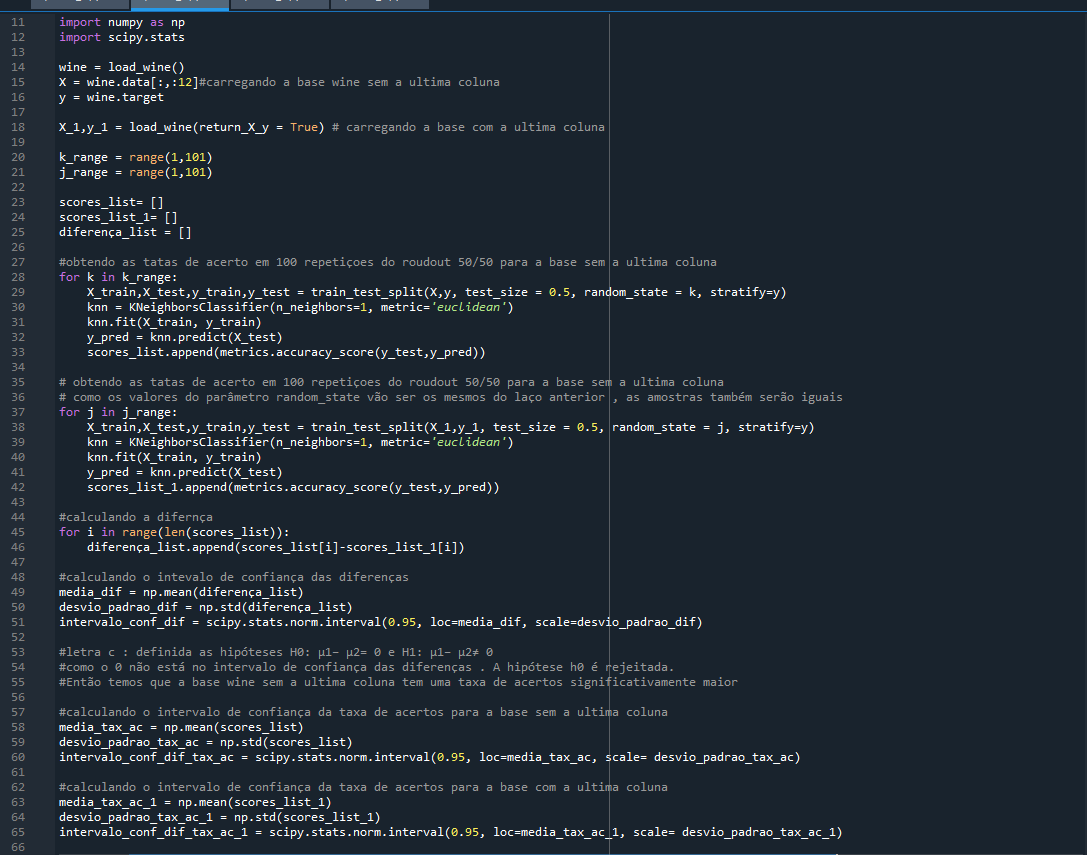 11 import numpy as np
12 import scipy.stats
13
14 wine = load_wine()
15 X = wine.data[:,:12]#carregando a base wine sem a ultima coluna
16 y = wine.target
17
18 X_1,y_1 = load_wine(return_X_y = True) # carregando a base com a ultima coluna
19
20 k_range = range(1,101)
21 j_range = range(1,101)
22
23 scores_list= []
24 scores_list_1= []
25 diferença_list = []
26
27 #obtendo as tatas de acerto em 100 repetiçoes do roudout 50/50 para a base sem a ultima coluna
28 for k in k_range:
29 X_train,X_test,y_train,y_test = train_test_split(X,y, test_size = 0.5, random_state = k, stratify=y)
30 knn = KNeighborsClassifier(n_neighbors=1, metric='euclidean')
31 knn.fit(X_train, y_train)
32 y_pred = knn.predict(X_test)
33 scores_list.append(metrics.accuracy_score(y_test,y_pred))
34
35 # obtendo as tatas de acerto em 100 repetiçoes do roudout 50/50 para a base sem a ultima coluna
36 # como os valores do parâmetro random_state vão ser os mesmos do laço anterior , as amostras também serão iguais
37 for j in j_range:
38 X_train,X_test,y_train,y_test = train_test_split(X_1,y_1, test_size = 0.5, random_state = j, stratify=y)
39 knn = KNeighborsClassifier(n_neighbors=1, metric='euclidean')
40 knn.fit(X_train, y_train)
41 y_pred = knn.predict(X_test)
42 scores_list_1.append(metrics.accuracy_score(y_test,y_pred))
43
44 #calculando a difernça
45 for i in range(len(scores_list)):
46 diferença_list.append(scores_list[i]-scores_list_1[i])
47
48 #calculando o intevalo de confiança das diferenças
49 media_dif = np.mean(diferença_list)
50 desvio_padrao_dif = np.std(diferença_list)
51 intervalo_conf_dif = scipy.stats.norm.interval(0.95, loc=media_dif, scale=desvio_padrao_dif)
52
53 #letra c : definida as hipóteses H0: µ1− µ2= 0 e H1: µ1− µ2≠ 0
54 #como o 0 não está no intervalo de confiança das diferenças . A hipótese h0 é rejeitada.
55 #Então temos que a base wine sem a ultima coluna tem uma taxa de acertos significativamente maior
56
57 #calculando o intervalo de confiança da taxa de acertos para a base sem a ultima coluna
58 media_tax_ac = np.mean(scores_list)
59 desvio_padrao_tax_ac = np.std(scores_list)
60 intervalo_conf_dif_tax_ac = scipy.stats.norm.interval(0.95, loc=media_tax_ac, scale= desvio_padrao_tax_ac)
61
62 #calculando o intervalo de confiança da taxa de acertos para a base com a ultima coluna
63 media_tax_ac_1 = np.mean(scores_list_1)
64 desvio_padrao_tax_ac_1 = np.std(scores_list_1)
65 intervalo_conf_dif_tax_ac_1 = scipy.stats.norm.interval(0.95, loc=media_tax_ac_1, scale= desvio_padrao_tax_ac_1)
66